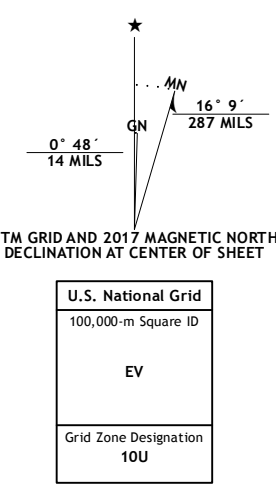 ★
MN
GN
16° 9´
287 MILS
0° 48´
14 MILS
TM GRID AND 2017 MAGNETIC NORTH
DECLINATION AT CENTER OF SHEET
U.S. National Grid
100,000-m Square ID
EV
Grid Zone Designation
10U